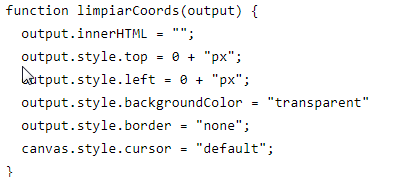 function limpiarCoords(output) {
output.innerHTML = "";
output.style.top = 0 + "px";
output.style.left = 0 + "px";
output.style.backgroundColor = "transparent"
output.style.border = "none";
canvas.style.cursor = "default";
}